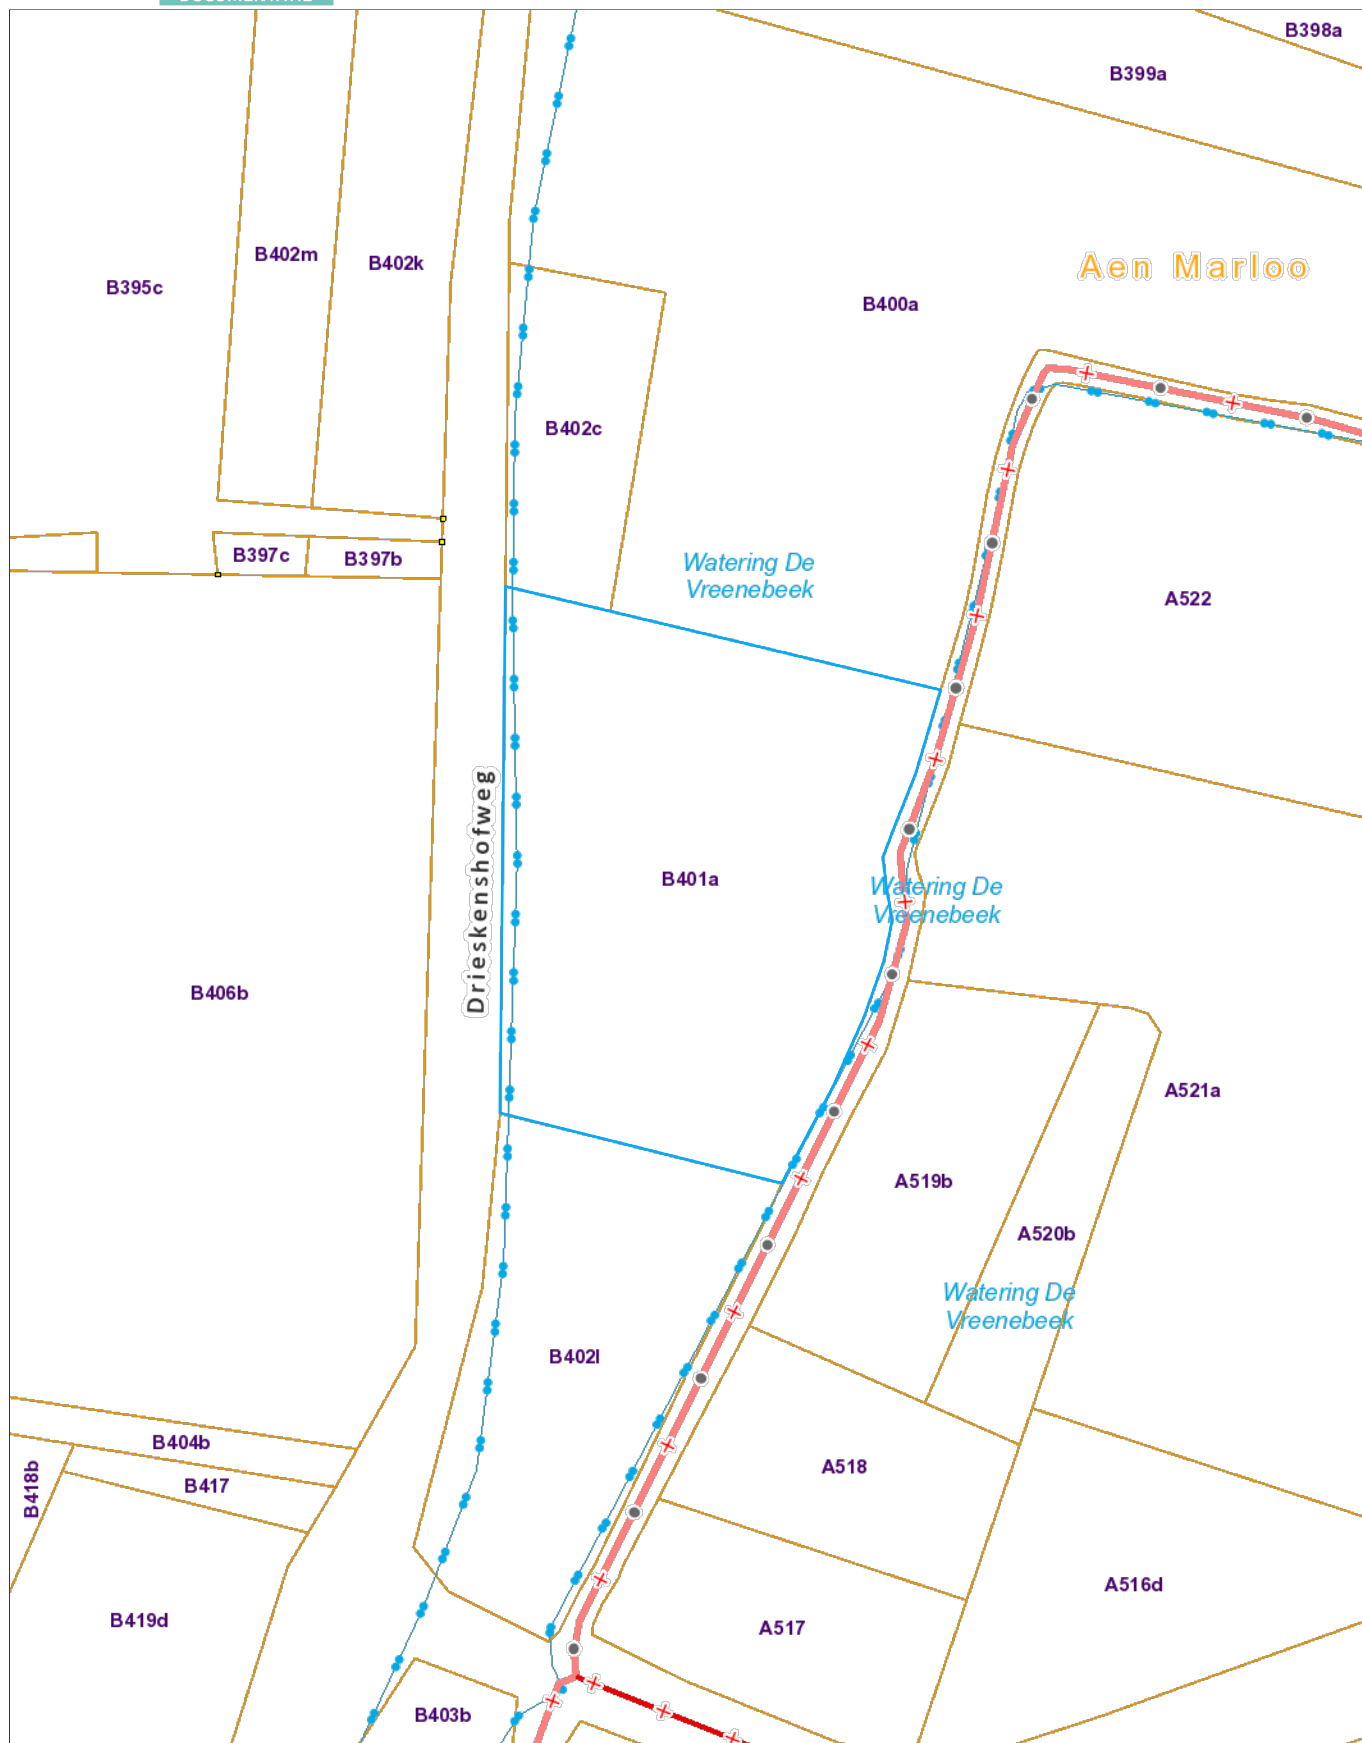 B398a
B399a
B402m
B402k
Aen Marloo
B395c
B400a
B402c
B397c
B397b
Watering De
Vreenebeek
A522
Drieskenshofweg
B401a
Watering De
Vreenebeek
B406b
A521a
A519b
A520b
Watering De
Vreenebeek
B402l
B404b
A518
B418b
B417
A516d
B419d
A517
B403b